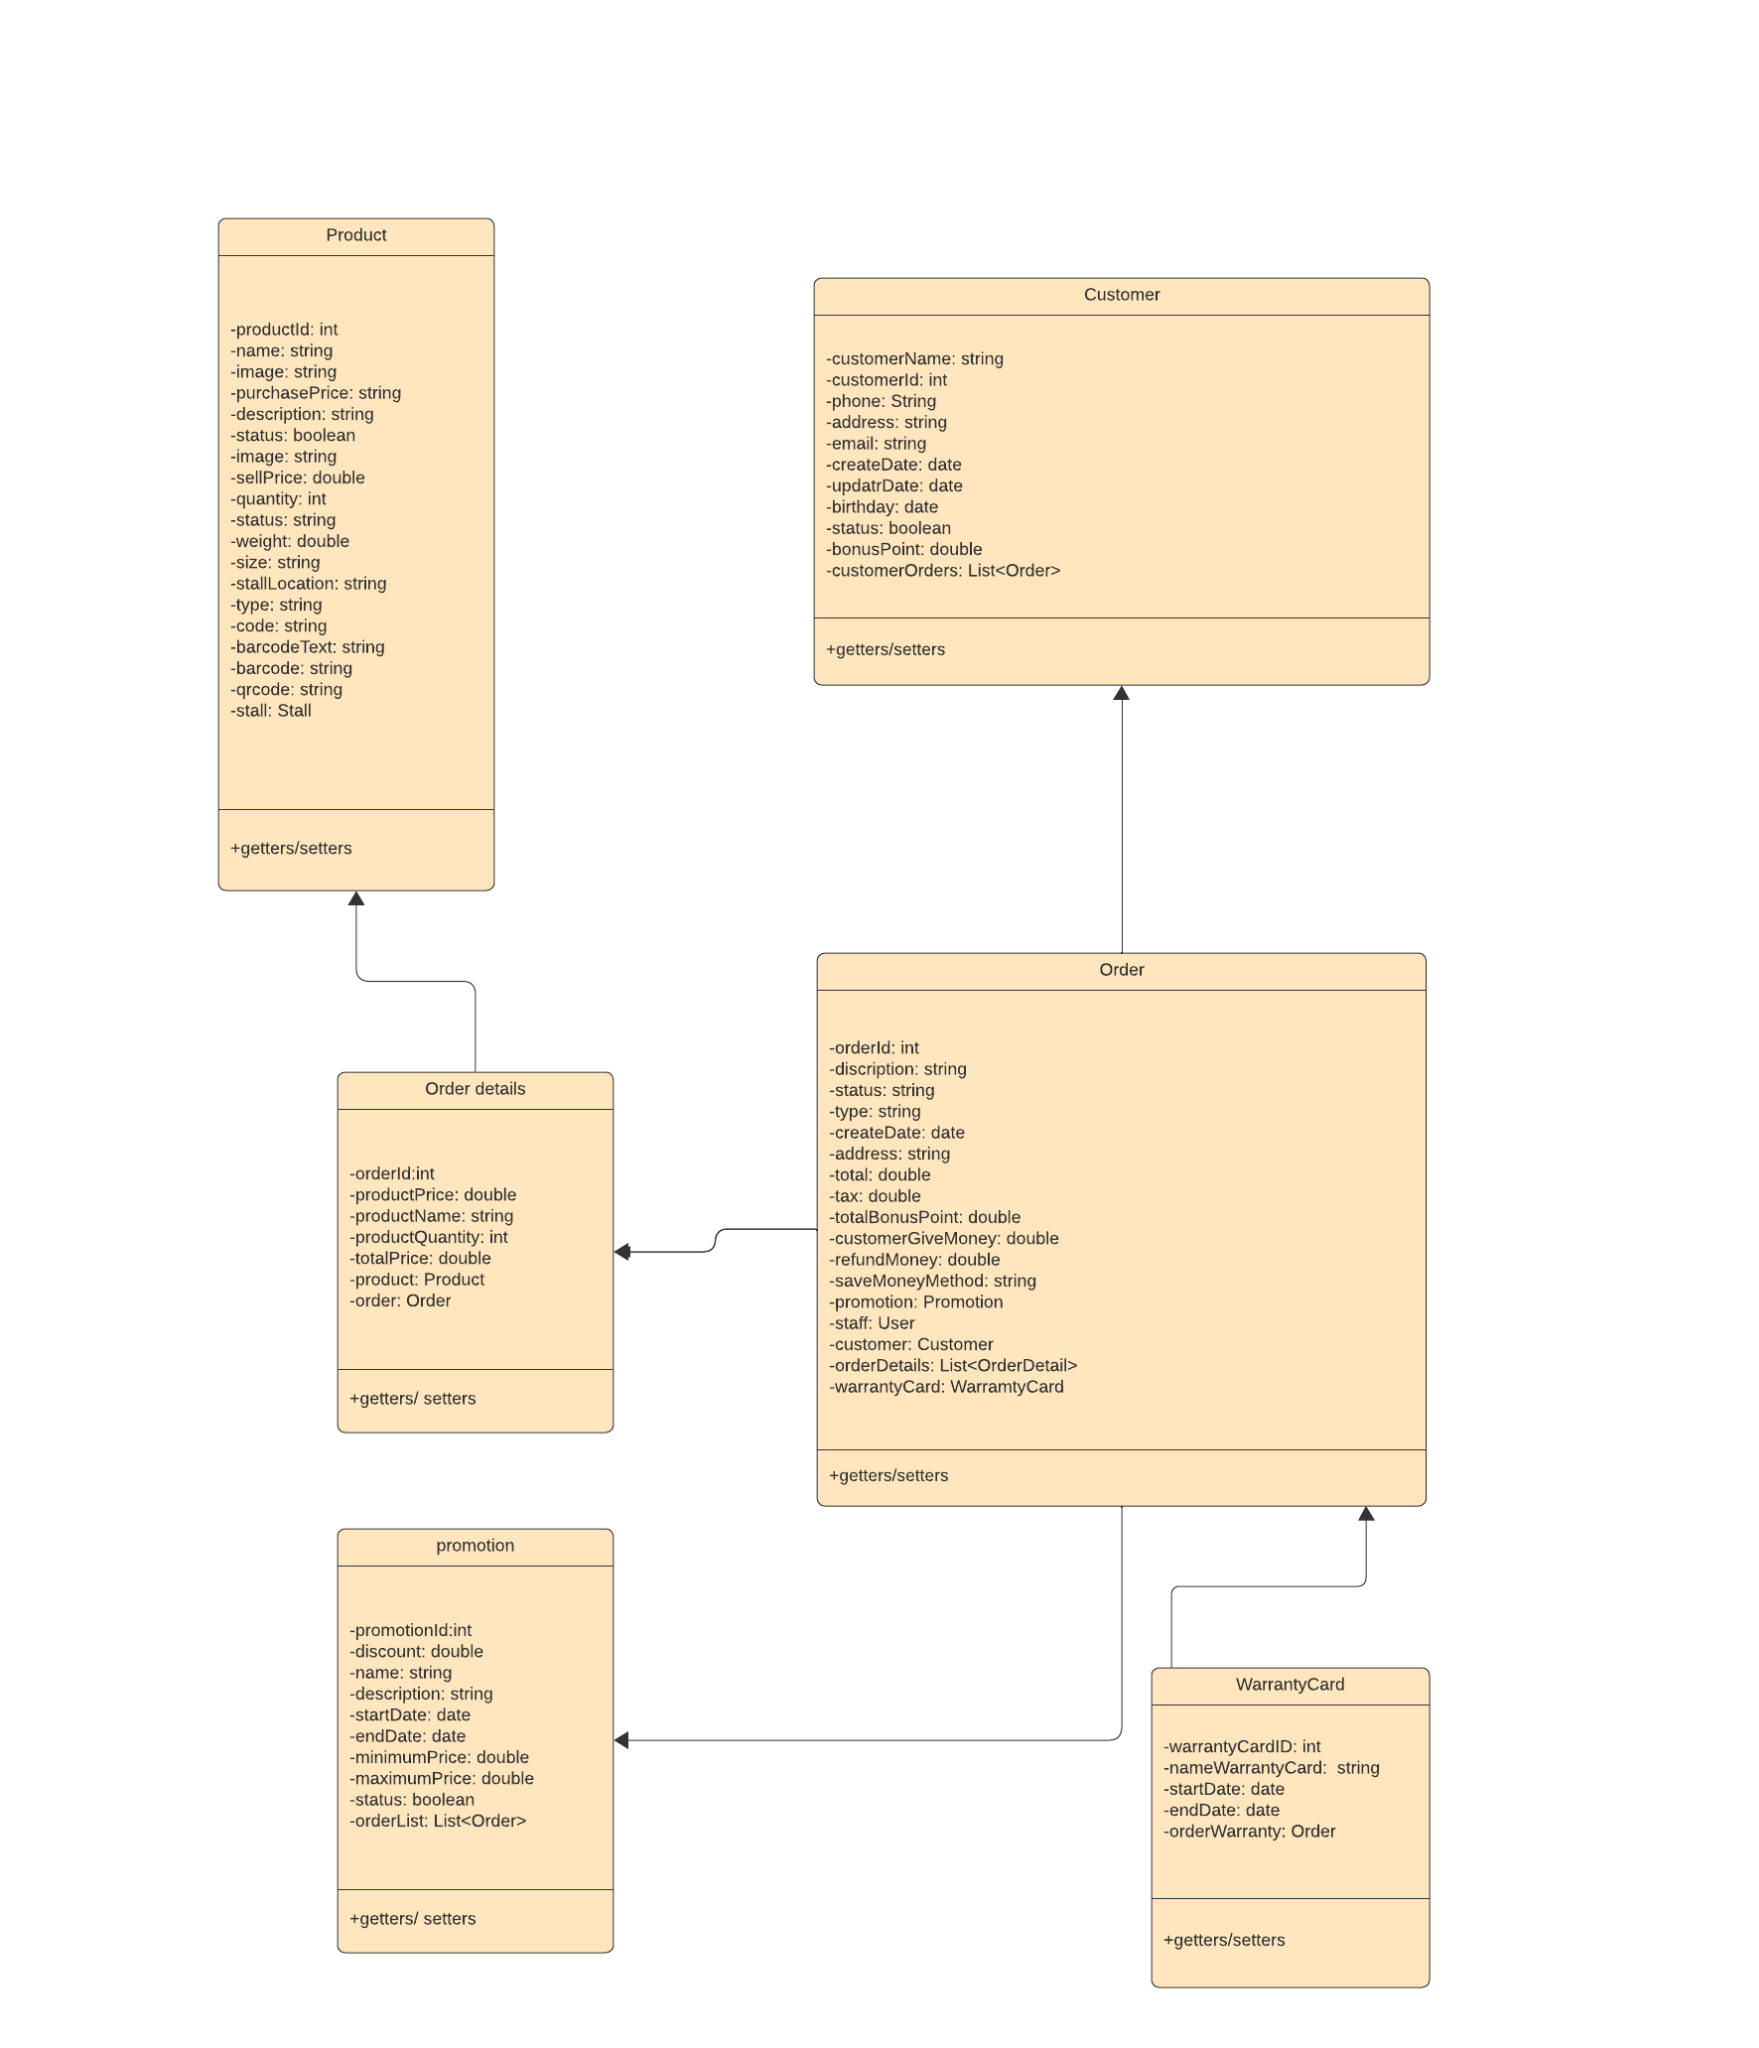 Product
-productId: int
-name: string
-image: string
-purchasePrice: string
-description: string
-status: boolean
-image: string
-sellPrice: double
-quantity: int
-status: string
-weight: double
-size: string
-stallLocation: string
-type: string
-code: string
-barcodeText: string
-barcode: string
-qrcode: string
-stall: Stall
+getters/setters
Customer
-customerName: string
-customerId: int
-phone: String
-address: string
-email: string
-createDate: date
-updatrDate: date
-birthday: date
-status: boolean
-bonusPoint: double
-customerOrders: List<Order>
+getters/setters
Order details
-orderId:int
-productPrice: double
-productName: string
-productQuantity: int
-totalPrice: double
-product: Product
-order: Order
+getters/ setters
Order
-orderId: int
-discription: string
-status: string
-type: string
-createDate: date
-address: string
-total: double
-tax: double
-totalBonusPoint: double
-customerGiveMoney: double
-refundMoney: double
-saveMoneyMethod: string
-promotion: Promotion
-staff: User
-customer: Customer
-orderDetails: List<OrderDetail>
-warrantyCard: WarramtyCard
+getters/setters
promotion
-promotionId:int
-discount: double
-name: string
-description: string
-startDate: date
-endDate: date
-minimumPrice: double
-maximumPrice: double
-status: boolean
-orderList: List<Order>
+getters/ setters
WarrantyCard
-warrantyCardID: int
-nameWarrantyCard:  string
-startDate: date
-endDate: date
-orderWarranty: Order
+getters/setters